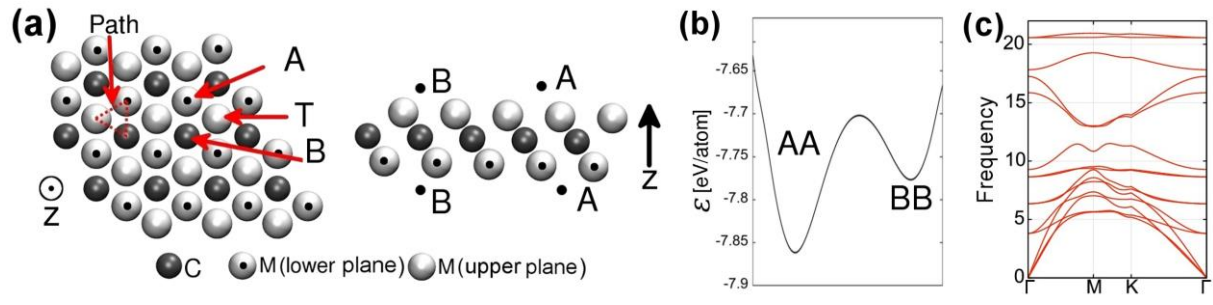 (a)
Path
A
T
B
Z
B
A
B
A
Z
C
M(lower plane)
M(upper plane)
(b)
ε [eV/atom]
-7.65
-7.7
-7.75
-7.8
-7.85
-7.9
AA
BB
(c)
Frequency
20
15
10
5
0
Γ
M
K
Γ